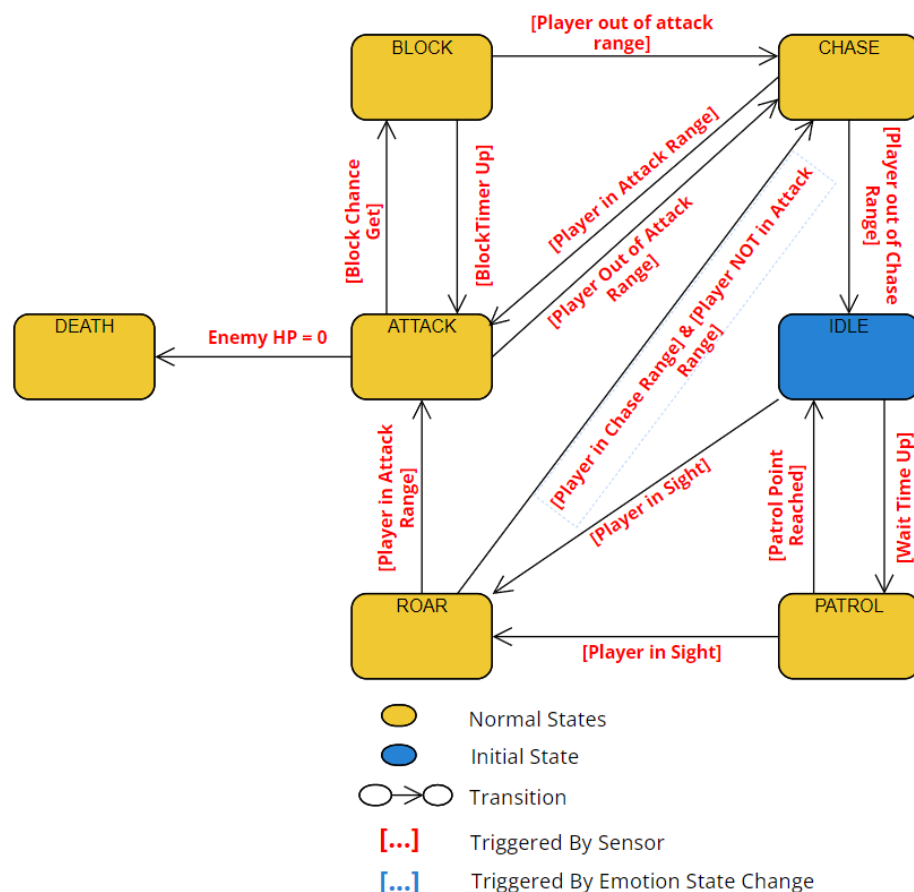 [Player out of attack
range]
BLOCK
CHASE
[Block Chance
Get]
[BlockTimer Up]
[Player in Attack Range]
[Player Out of Attack
Range]
[Player in Chase Range] & [Player NOT in Attack
Range]
[Player out of Chase
Range]
DEATH
Enemy HP = 0
ATTACK
IDLE
[Player in Attack
Range]
[Player in Sight]
[Patrol Point
Reached]
[Wait Time Up]
ROAR
PATROL
[Player in Sight]
Normal States
Initial State
Transition
[...] Triggered By Sensor
[...] Triggered By Emotion State Change